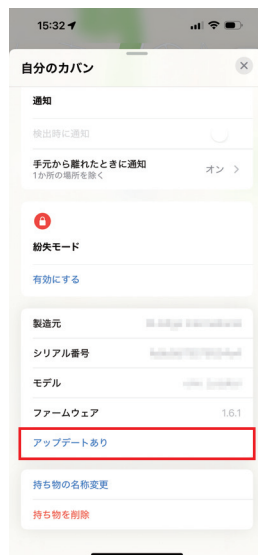 15:32
自分のカバン
通知
検出時に通知
手元から離れたときに通知
1か所の場所を除く
オン
紛失モード
有効にする
製造元
シリアル番号
モデル
ファームウェア 1.6.1
アップデートあり
持ち物の名称変更
持ち物を削除